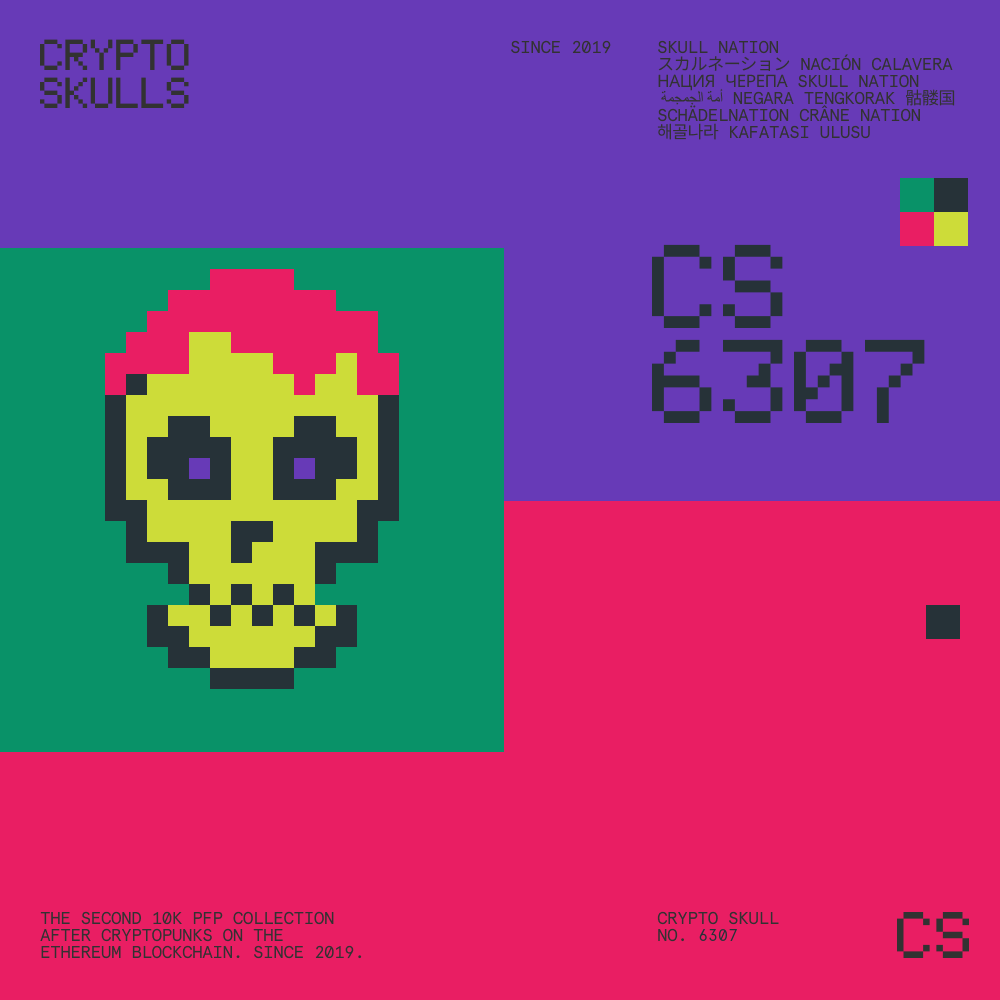 CRYPTO
SKULLS
SINCE 2019
SKULL NATION
スカルネーション NACIÓN CALAVERA
НАЦИЯ ЧЕРЕПА SKULL NATION
أمة الجمجمة NEGARA TENGKORAK 骷髅国
SCHÄDELNATION CRÂNE NATION
해골나라 KAFATASI ULUSU
CS
6307
THE SECOND 10K PFP COLLECTION
AFTER CRYPTOPUNKS ON THE
ETHEREUM BLOCKCHAIN. SINCE 2019.
CRYPTO SKULL
NO. 6307
CS